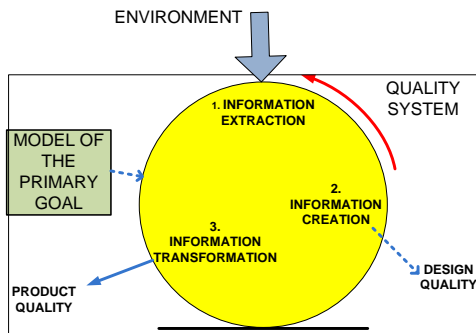 ENVIRONMENT
QUALITY
SYSTEM
1. INFORMATION
EXTRACTION
MODEL OF
THE
PRIMARY
GOAL
2.
INFORMATION
CREATION
3.
INFORMATION
TRANSFORMATION
DESIGN
QUALITY
PRODUCT
QUALITY